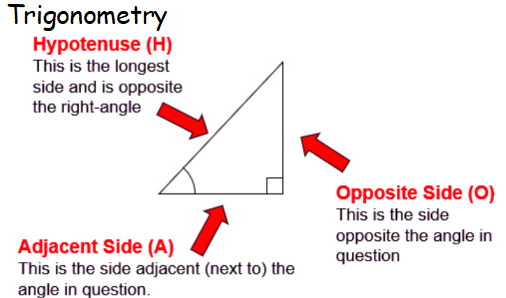 Trigonometry
Hypotenuse (H)
This is the longest
side and is opposite
the right-angle
Opposite Side (O)
This is the side
opposite the angle in
question
Adjacent Side (A)
This is the side adjacent (next to) the
angle in question.